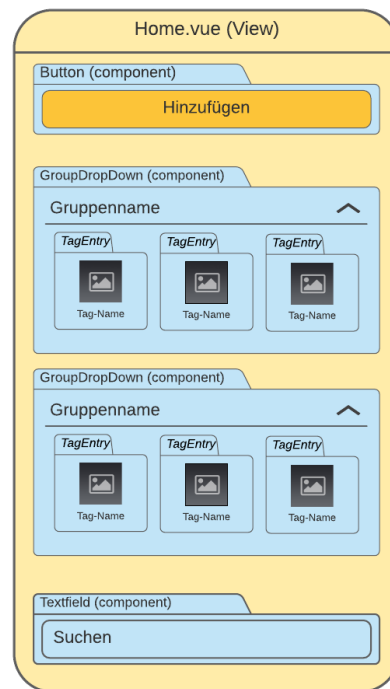 Home.vue (View)
Button (component)
Hinzufügen
GroupDropDown (component)
Gruppenname
TagEntry TagEntry TagEntry
Tag-Name Tag-Name Tag-Name
GroupDropDown (component)
Gruppenname
TagEntry TagEntry TagEntry
Tag-Name Tag-Name Tag-Name
Textfield (component)
Suchen